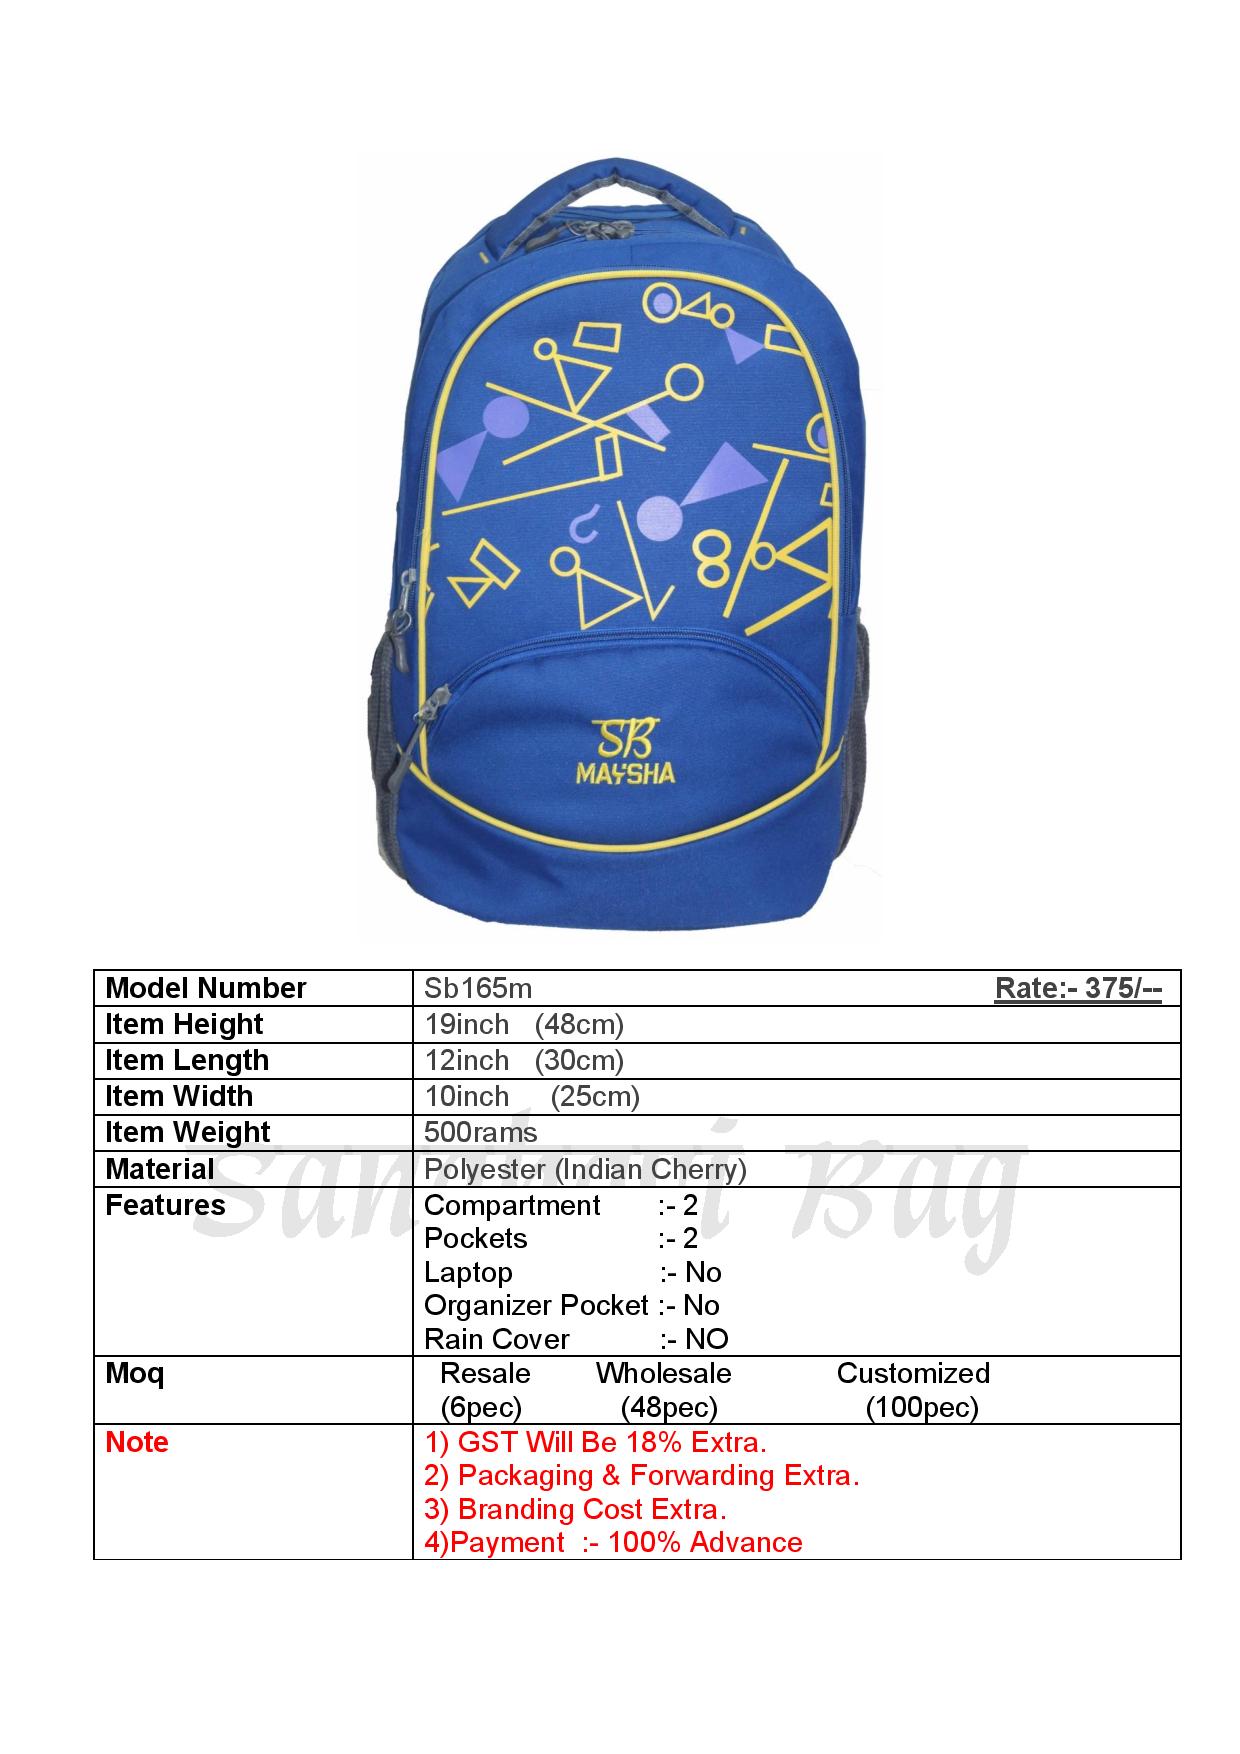 SB
MAYSHA
Model Number Sb165m Rate:- 375/--
Item Height 19inch (48cm)
Item Length 12inch (30cm)
Item Width 10inch (25cm)
Item Weight 500rams
Material Polyester (Indian Cherry)
Features Compartment :- 2
Pockets :- 2
Laptop :- No
Organizer Pocket :- No
Rain Cover :- NO
Moq Resale Wholesale Customized
(6pec) (48pec) (100pec)
Note 1) GST Will Be 18% Extra.
2) Packaging & Forwarding Extra.
3) Branding Cost Extra.
4)Payment :- 100% Advance
Bag